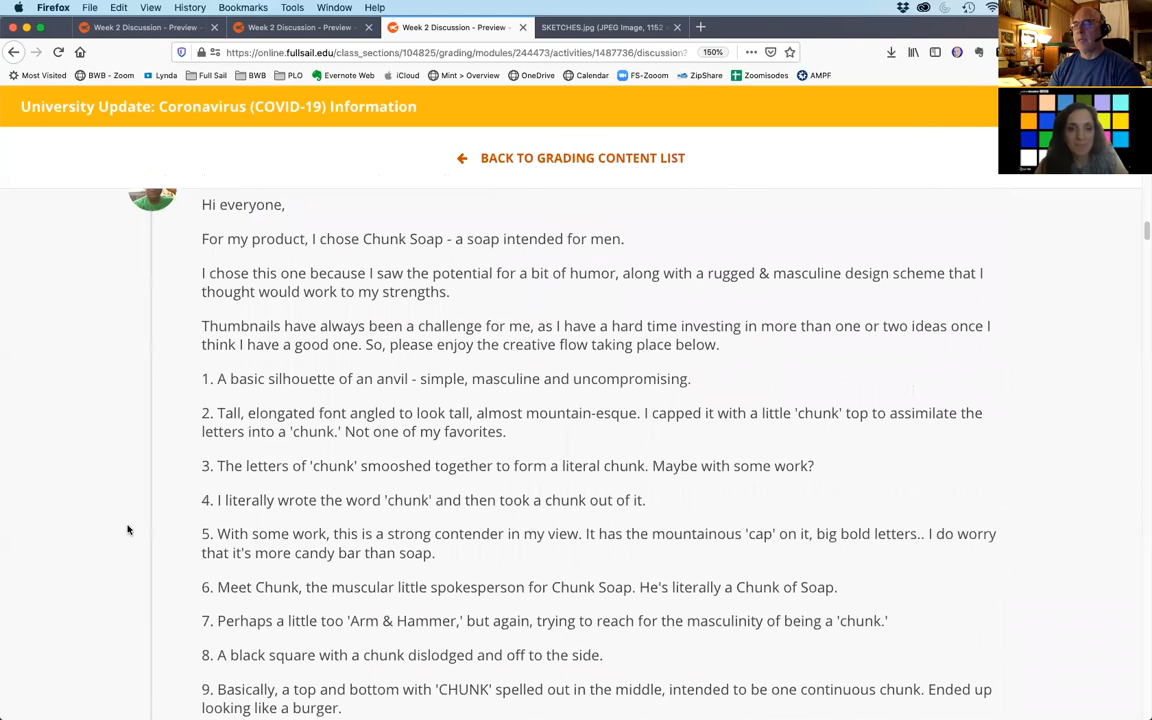 Firefox File Edit View History Bookmarks Tools Window Help
Week 2 Discussion - Preview Week 2 Discussion - Preview Week 2 Discussion - Preview SKETCHES.jpg (JPEG Image, 1152
https://online.fullsail.edu/class_sections/104825/grading/modules/244473/activities/1487736/discussion? 150%
Most Visited BWB - Zoom Lynda Full Sail BWB PLO Evernote Web iCloud Mint > Overview OneDrive Calendar FS-Zooom ZipShare Zoomisodes AMPF
University Update: Coronavirus (COVID-19) Information
BACK TO GRADING CONTENT LIST
Hi everyone,
For my product, I chose Chunk Soap - a soap intended for men.
I chose this one because I saw the potential for a bit of humor, along with a rugged & masculine design scheme that I
thought would work to my strengths.
Thumbnails have always been a challenge for me, as I have a hard time investing in more than one or two ideas once I
think I have a good one. So, please enjoy the creative flow taking place below.
1. A basic silhouette of an anvil - simple, masculine and uncompromising.
2. Tall, elongated font angled to look tall, almost mountain-esque. I capped it with a little 'chunk' top to assimilate the
letters into a 'chunk.' Not one of my favorites.
3. The letters of 'chunk' smooshed together to form a literal chunk. Maybe with some work?
4. I literally wrote the word 'chunk' and then took a chunk out of it.
5. With some work, this is a strong contender in my view. It has the mountainous 'cap' on it, big bold letters.. I do worry
that it's more candy bar than soap.
6. Meet Chunk, the muscular little spokesperson for Chunk Soap. He's literally a Chunk of Soap.
7. Perhaps a little too 'Arm & Hammer,' but again, trying to reach for the masculinity of being a 'chunk.'
8. A black square with a chunk dislodged and off to the side.
9. Basically, a top and bottom with 'CHUNK' spelled out in the middle, intended to be one continuous chunk. Ended up
looking like a burger.